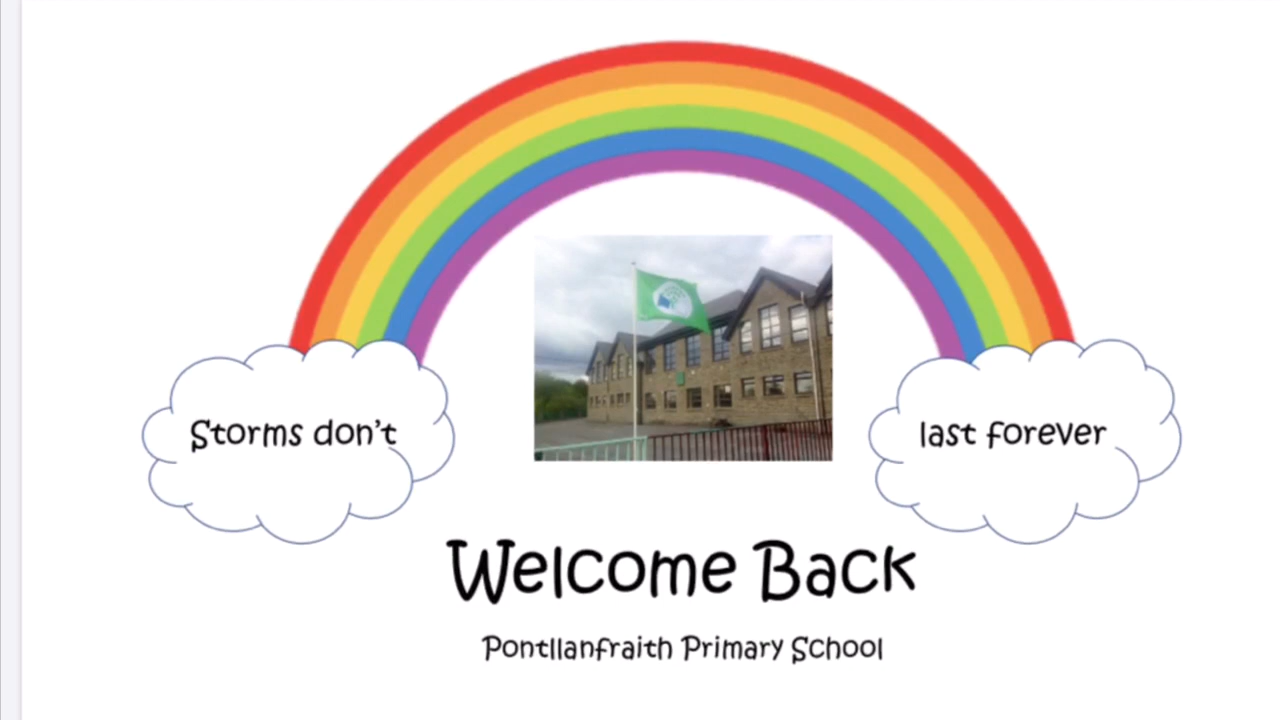 Storms don't
last forever
Welcome Back
Pontllanfraith Primary School